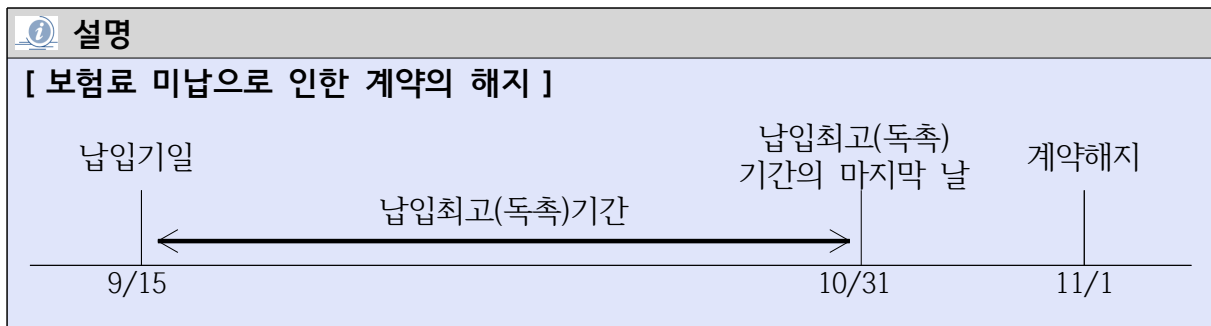 설명
[ 보험료 미납으로 인한 계약의 해지 ]
납입기일
납입최고(독촉)
기간의 마지막 날
계약해지
납입최고(독촉)기간
9/15
10/31
11/1